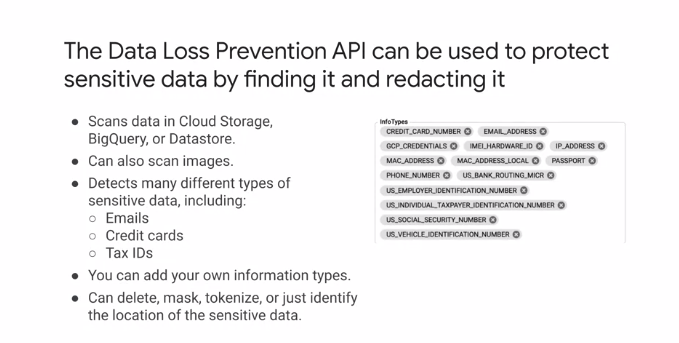 The Data Loss Prevention API can be used to protect
sensitive data by finding it and redacting it
● Scans data in Cloud Storage,
BigQuery, or Datastore.
● Can also scan images.
● Detects many different types of
sensitive data, including:
○ Emails
○ Credit cards
○ Tax IDs
● You can add your own information types.
● Can delete, mask, tokenize, or just identify
the location of the sensitive data.
InfoTypes
CREDIT_CARD_NUMBER EMAIL_ADDRESS
GCP_CREDENTIALS IMEI_HARDWARE_ID IP_ADDRESS
MAC_ADDRESS MAC_ADDRESS_LOCAL PASSPORT
PHONE_NUMBER US_BANK_ROUTING_MICR
US_EMPLOYER_IDENTIFICATION_NUMBER
US_INDIVIDUAL_TAXPAYER_IDENTIFICATION_NUMBER
US_SOCIAL_SECURITY_NUMBER
US_VEHICLE_IDENTIFICATION_NUMBER